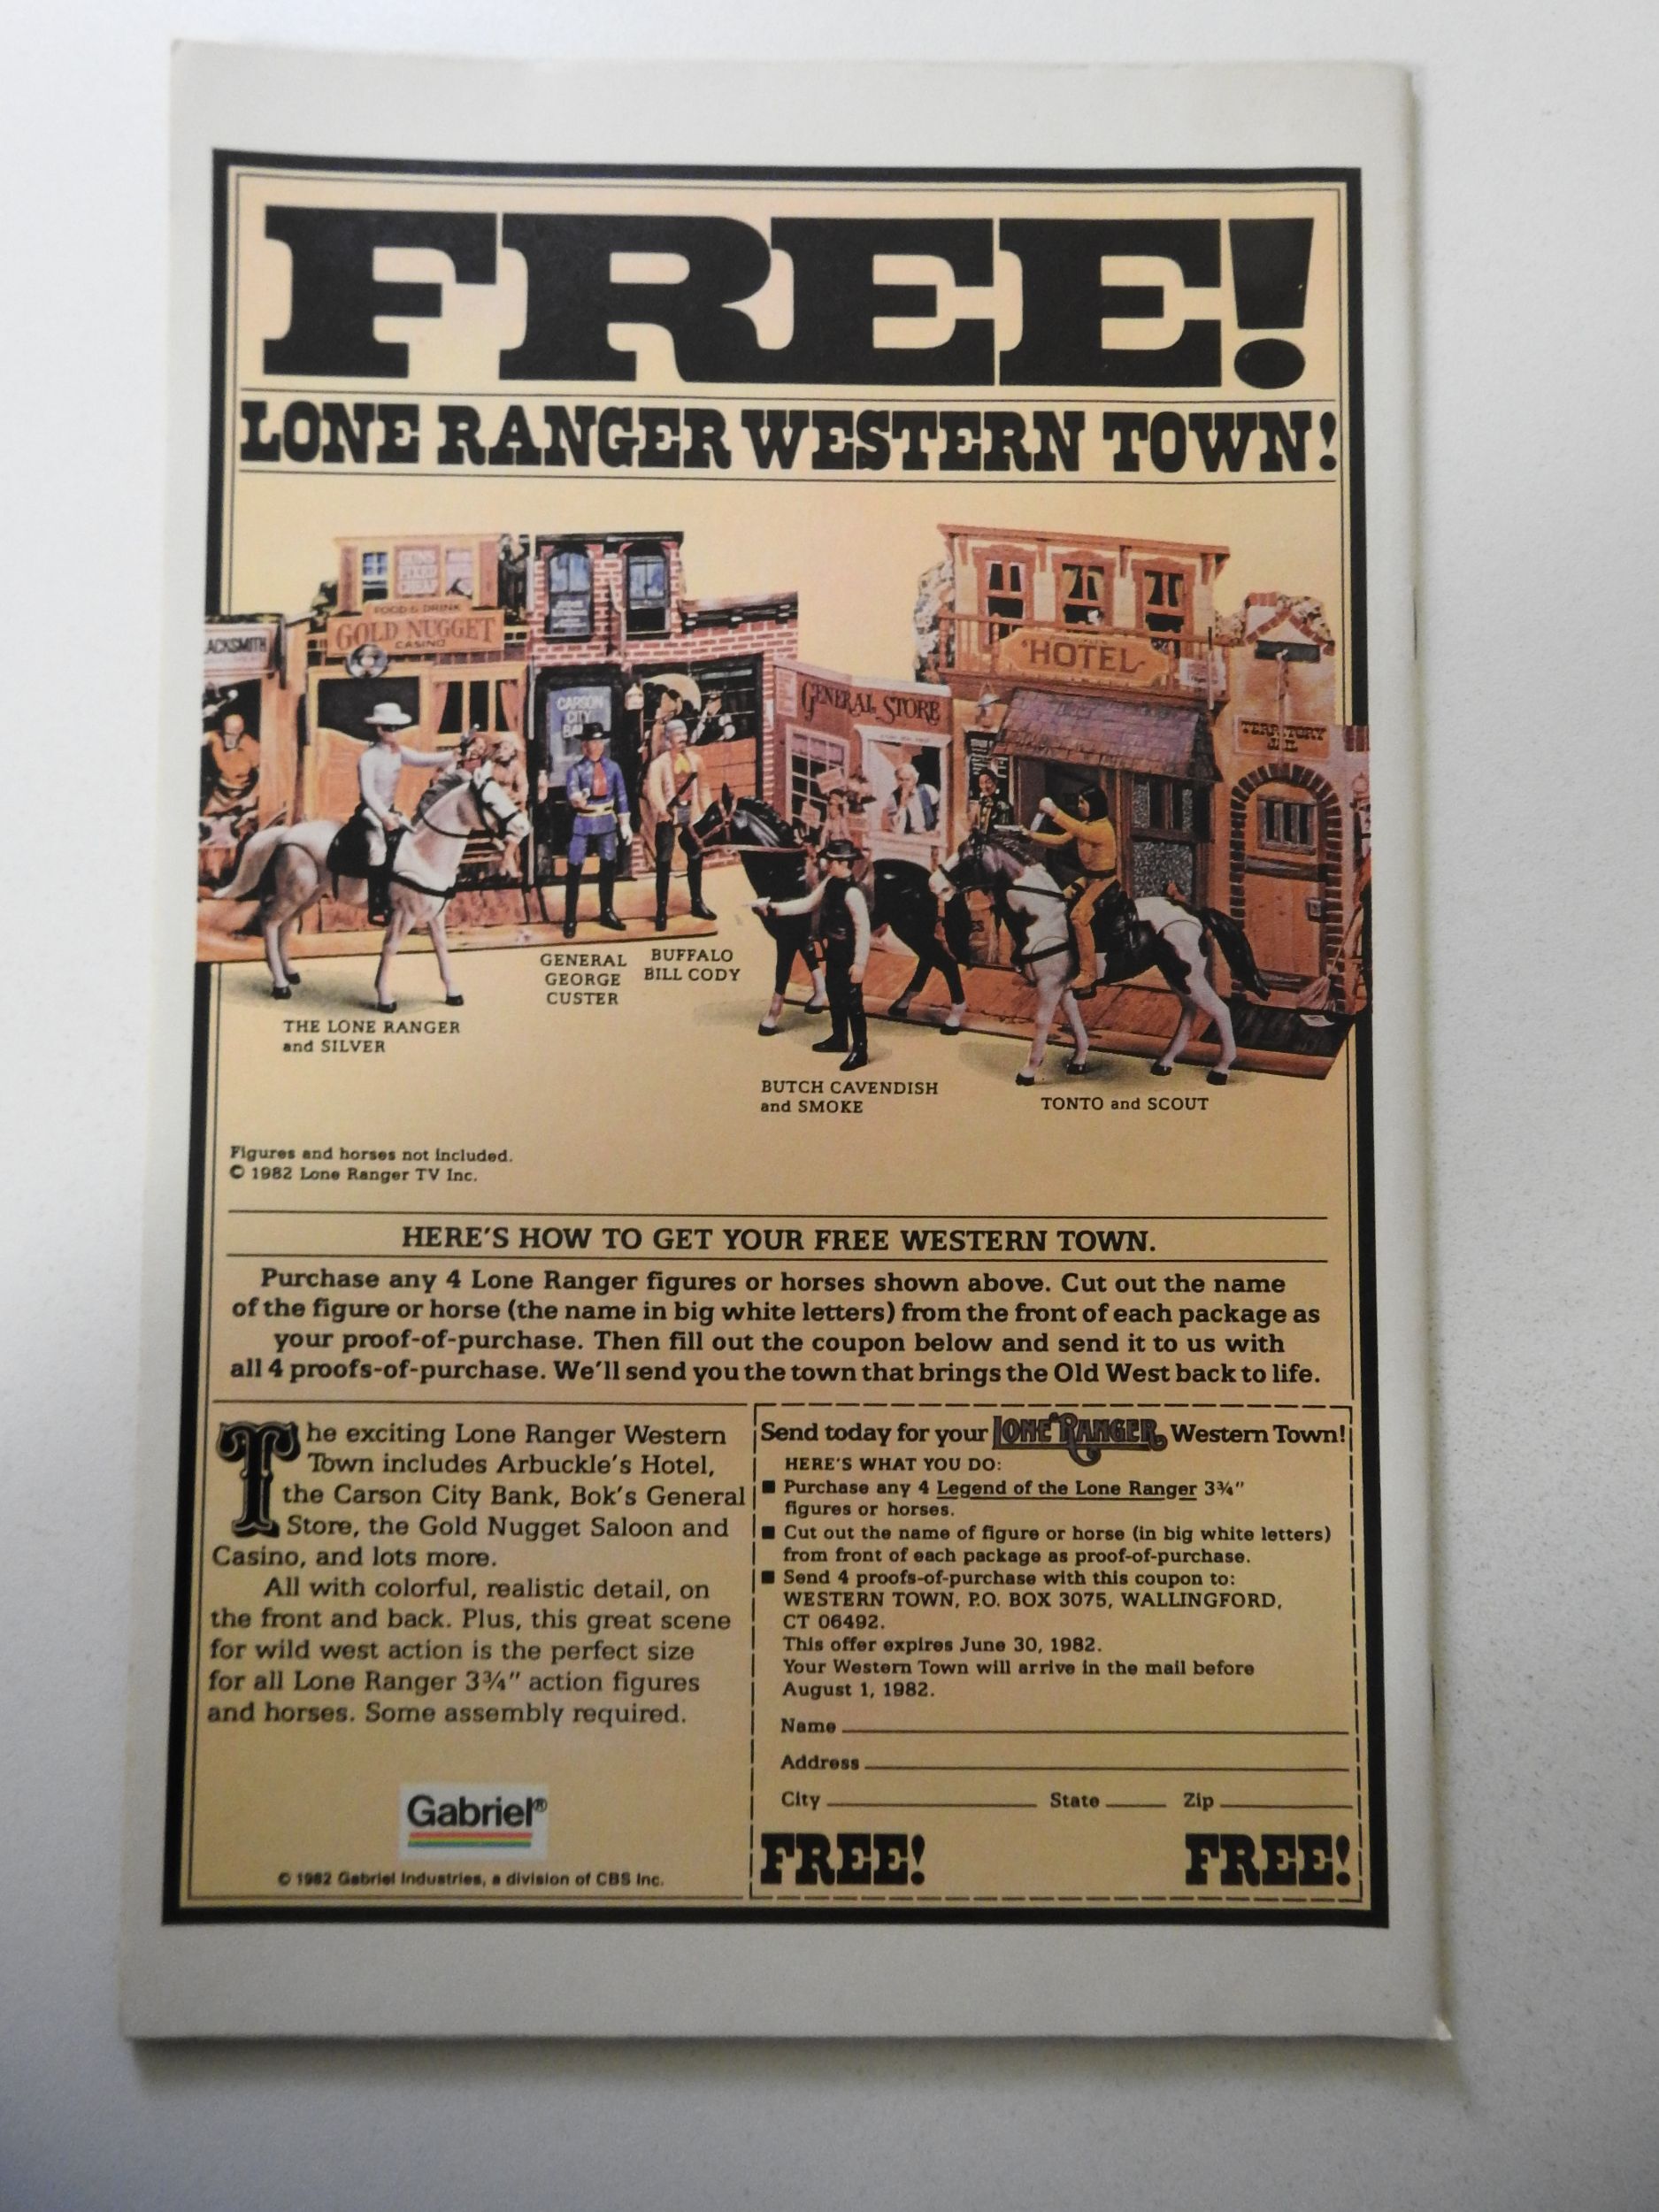 FREE!
LONE RANGER WESTERN TOWN!
FOOD & DRINK
GOLD NUGGET
CASINO
ACKSMITH
CARSON
CITY
BA
GENERAL STORE
HOTEL
TERRITORY
JAIL
GENERAL
GEORGE
CUSTER
BUFFALO
BILL CODY
THE LONE RANGER
and SILVER
BUTCH CAVENDISH
and SMOKE
TONTO and SCOUT
Figures and horses not included.
© 1982 Lone Ranger TV Inc.
HERE'S HOW TO GET YOUR FREE WESTERN TOWN.
Purchase any 4 Lone Ranger figures or horses shown above. Cut out the name
of the figure or horse (the name in big white letters) from the front of each package as
your proof-of-purchase. Then fill out the coupon below and send it to us with
all 4 proofs-of-purchase. We'll send you the town that brings the Old West back to life.
The exciting Lone Ranger Western
Town includes Arbuckle's Hotel,
the Carson City Bank, Bok's General
Store, the Gold Nugget Saloon and
Casino, and lots more.
All with colorful, realistic detail, on
the front and back. Plus, this great scene
for wild west action is the perfect size
for all Lone Ranger 3¾" action figures
and horses. Some assembly required.
Gabriel®
© 1982 Gabriel Industries, a division of CBS Inc.
Send today for your LONE RANGER Western Town!
HERE'S WHAT YOU DO:
■ Purchase any 4 Legend of the Lone Ranger 3¾"
figures or horses.
■ Cut out the name of figure or horse (in big white letters)
from front of each package as proof-of-purchase.
■ Send 4 proofs-of-purchase with this coupon to:
WESTERN TOWN, P.O. BOX 3075, WALLINGFORD,
CT 06492.
This offer expires June 30, 1982.
Your Western Town will arrive in the mail before
August 1, 1982.
Name
Address
City State Zip
FREE! FREE!